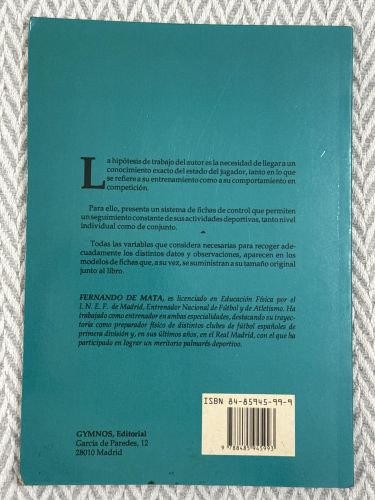 La hipótesis de trabajo del autor es la necesidad de llegar a un
conocimiento exacto del estado del jugador, tanto en lo que
se refiere a su entrenamiento como a su comportamiento en
competición.
Para ello, presenta un sistema de fichas de control que permiten
un seguimiento constante de sus actividades deportivas, tanto nivel
individual como de conjunto.
Todas las variables que considera necesarias para recoger ade-
cuadamente los distintos datos y observaciones, aparecen en los
modelos de fichas que, a su vez, se suministran a su tamaño original
junto al libro.
FERNANDO DE MATA, es licenciado en Educación Física por el
I. N. E. F. de Madrid, Entrenador Nacional de Fútbol y de Atletismo. Ha
trabajado como entrenador en ambas especialidades, destacando su trayec-
toria como preparador físico de distintos clubes de fútbol españoles de
primera división y, en sus últimos años, en el Real Madrid, con el que ha
participado en lograr un meritorio palmarés deportivo.
ISBN 84-85945-99-9
9 788485 945993
GYMNOS, Editorial
García de Paredes, 12
28010 Madrid